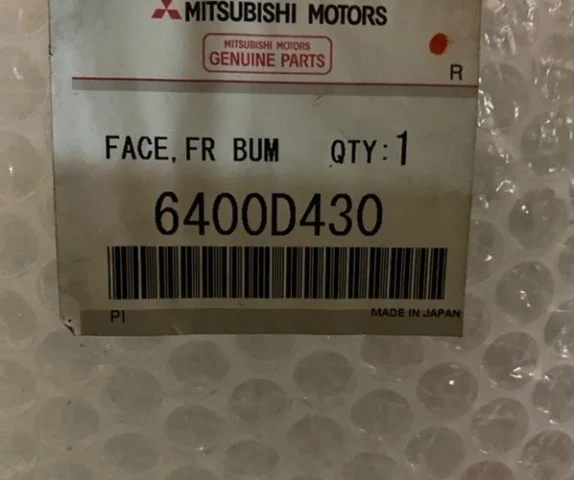 MITSUBISHI MOTORS
MITSUBISHI MOTORS
GENUINE PARTS
R
FACE, FR BUM QTY: 1
6400D430
PI MADE IN JAPAN